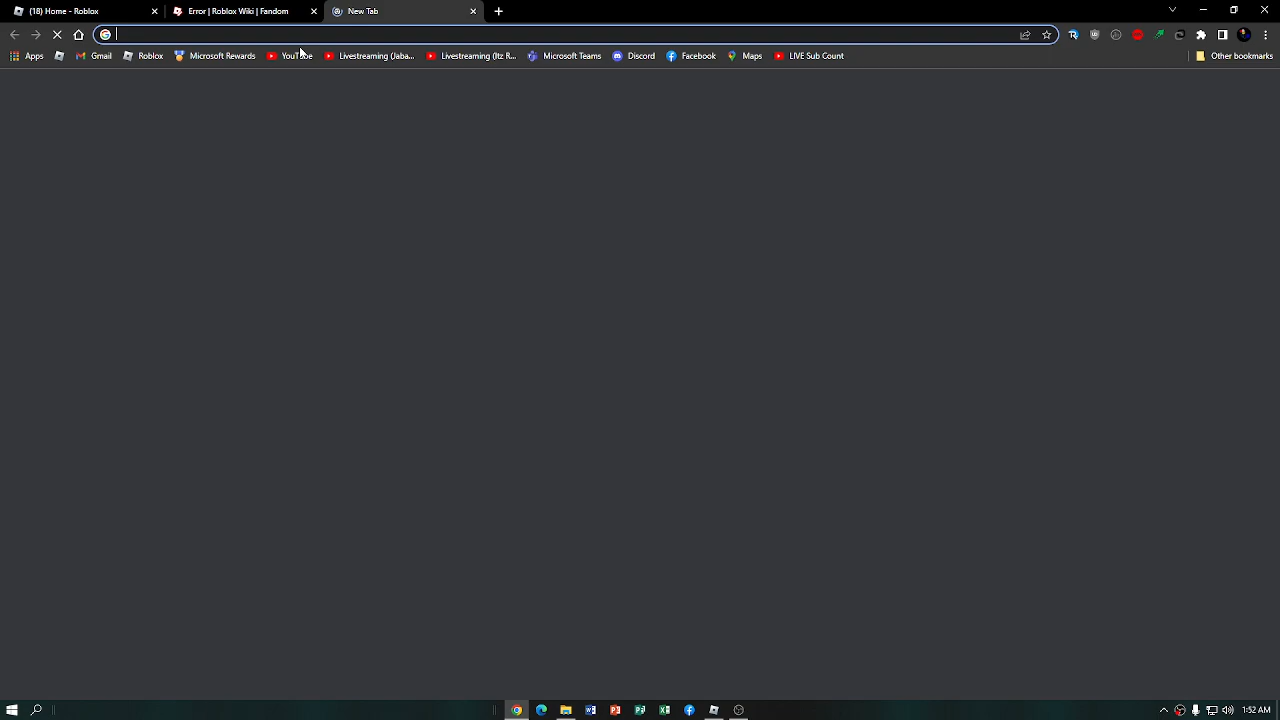 (18) Home - Roblox
Error | Roblox Wiki | Fandom
New Tab
Apps
Gmail
Roblox
Microsoft Rewards
YouTube
Livestreaming (Jaba...
Livestreaming (Itz R...
Microsoft Teams
Discord
Facebook
Maps
LIVE Sub Count
Other bookmarks
1:52 AM